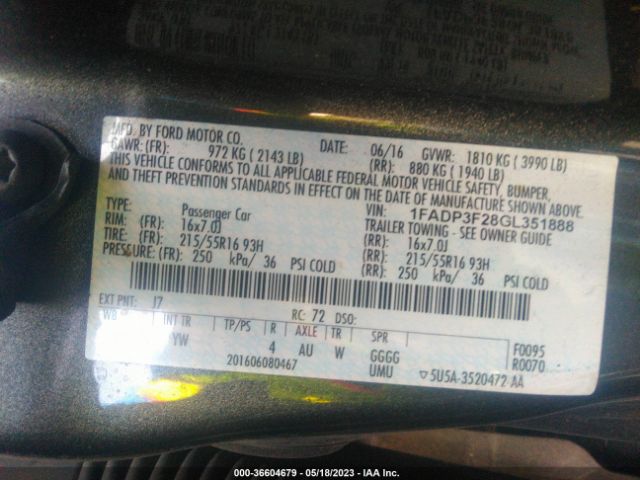 MFD. BY FORD MOTOR CO.
DATE: 06/16 GVWR: 1810 KG ( 3990 LB)
GAWR: (FR): 972 KG ( 2143 LB) (RR): 880 KG ( 1940 LB)
THIS VEHICLE CONFORMS TO ALL APPLICABLE FEDERAL MOTOR VEHICLE SAFETY, BUMPER,
AND THEFT PREVENTION STANDARDS IN EFFECT ON THE DATE OF MANUFACTURE SHOWN ABOVE.
VIN: 1FADP3F28GL351888
TYPE: Passenger Car TRAILER TOWING - SEE OWNER GUIDE
RIM: (FR): 16x7.0J (RR): 16x7.0J
TIRE: (FR): 215/55R16 93H (RR): 215/55R16 93H
PRESSURE: (FR): 250 kPa/ 36 PSI COLD (RR): 250 kPa/ 36 PSI COLD
EXT PNT: J7 RC: 72 DSO:
WB INT TR TP/PS R AXLE TR SPR
YW 4 AU W GGGG F0095
201606080467 UMU R0070
▽ 5U5A-3520472 AA
000-36604679 - 05/18/2023 - IAA Inc.